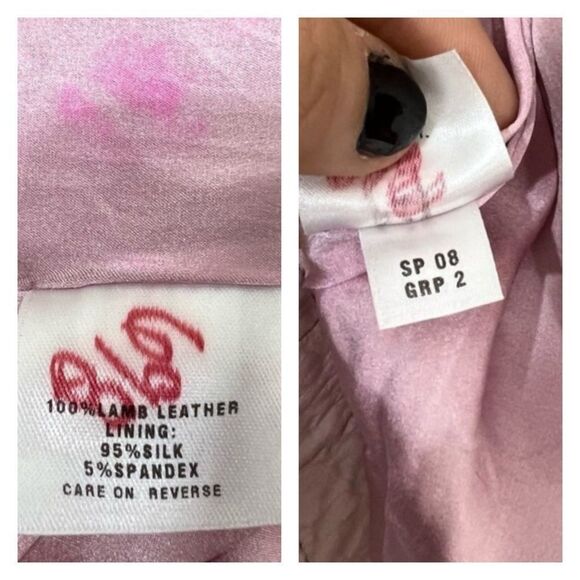 100%LAMB LEATHER
LINING:
95%SILK
5%SPANDEX
CARE ON REVERSE
SP 08
GRP 2